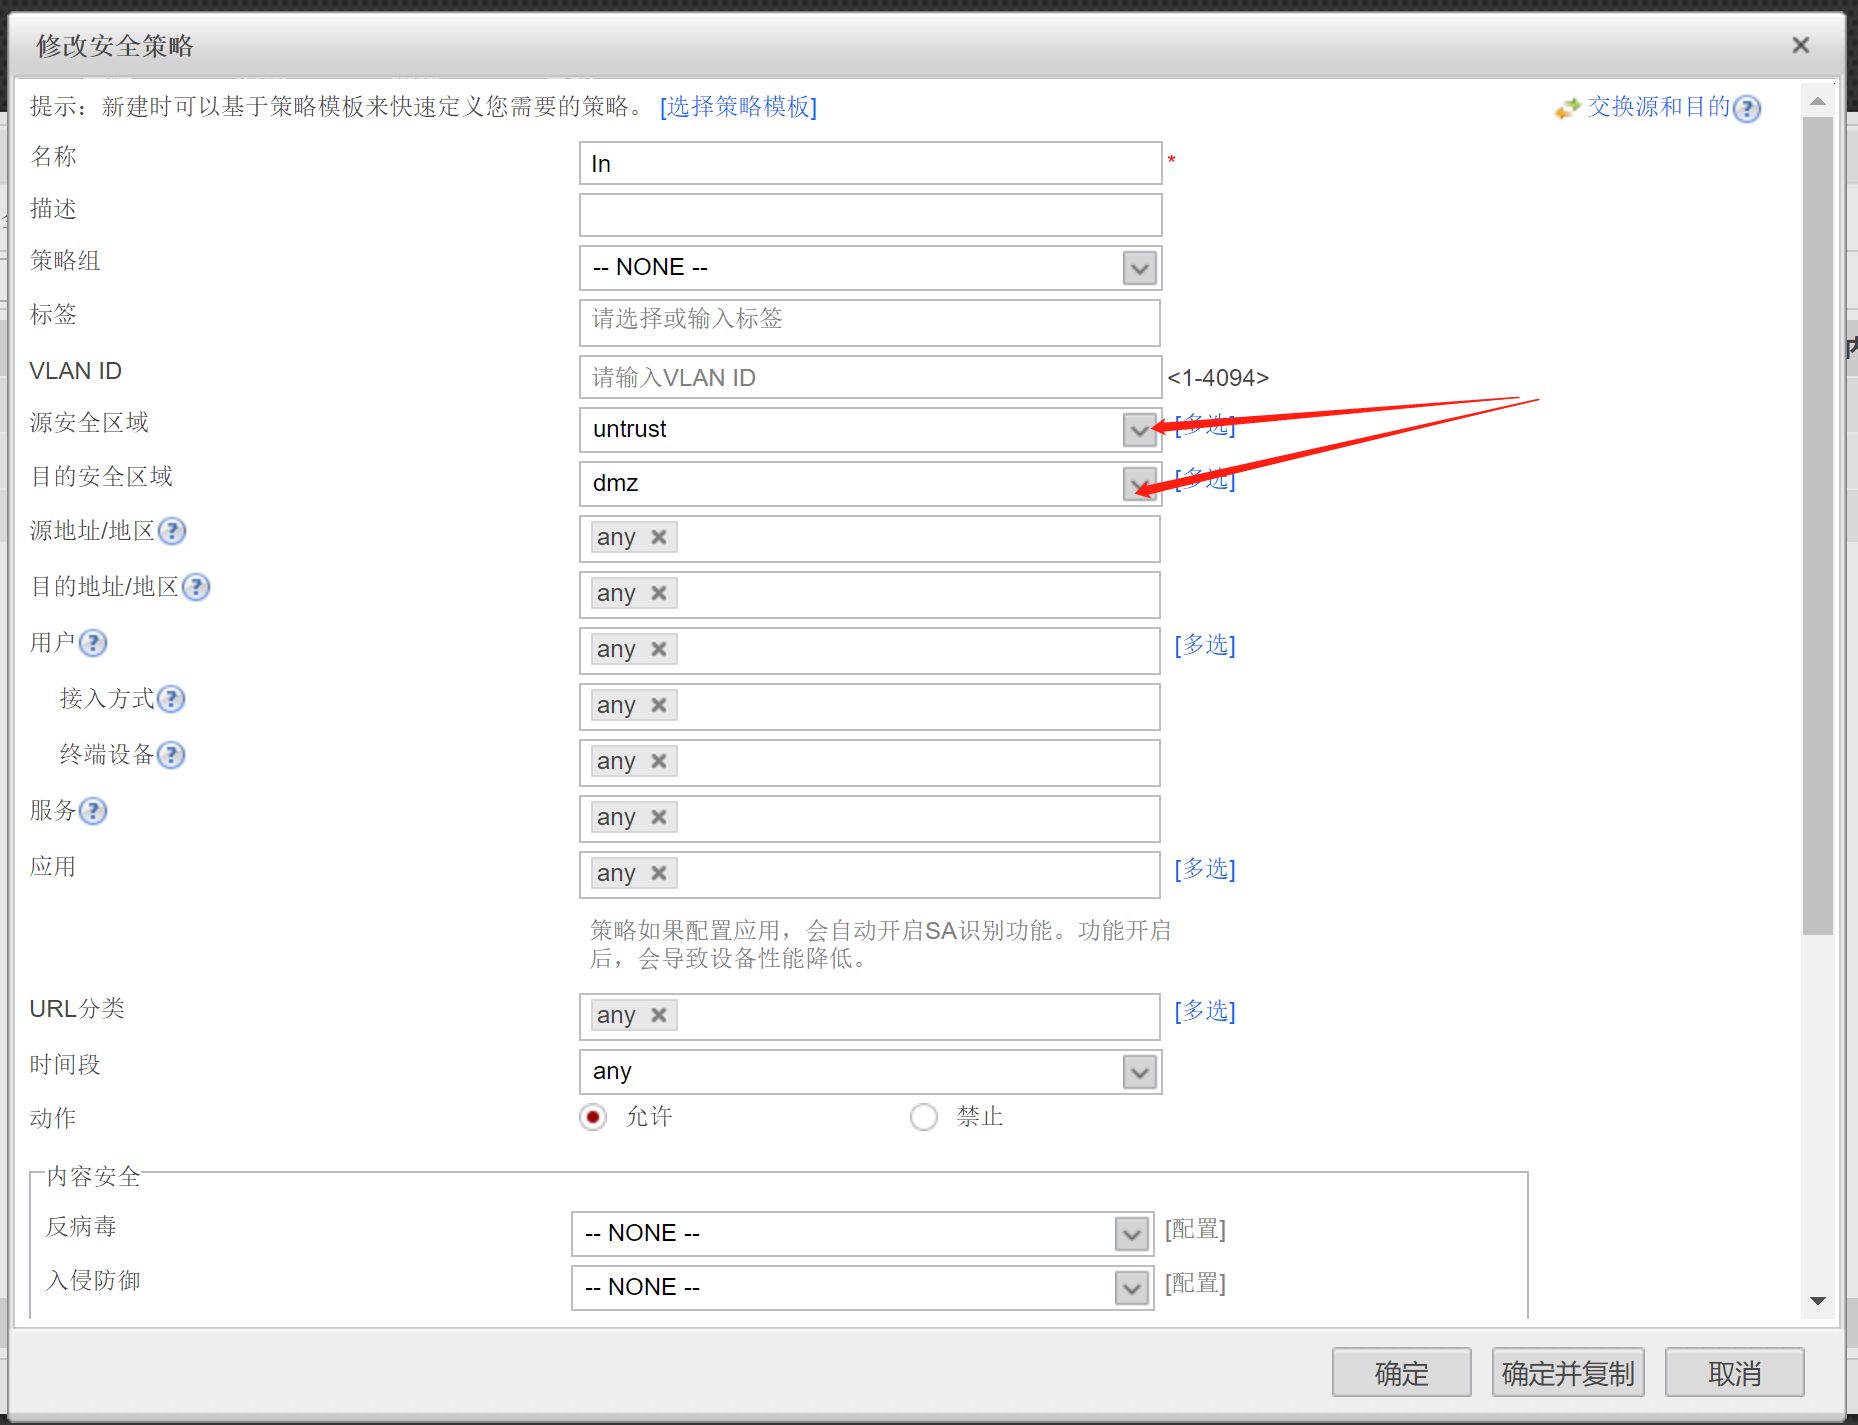 修改安全策略
提示：新建时可以基于策略模板来快速定义您需要的策略。 [选择策略模板]
交换源和目的
名称
In
*
描述
策略组
-- NONE --
标签
请选择或输入标签
VLAN ID
请输入VLAN ID
<1-4094>
源安全区域
untrust
[多选]
目的安全区域
dmz
[多选]
源地址/地区
any
目的地址/地区
any
用户
any
[多选]
接入方式
any
终端设备
any
服务
any
应用
any
[多选]
策略如果配置应用，会自动开启SA识别功能。功能开启
后，会导致设备性能降低。
URL分类
any
[多选]
时间段
any
动作
允许
禁止
内容安全
反病毒
-- NONE --
[配置]
入侵防御
-- NONE --
[配置]
确定
确定并复制
取消